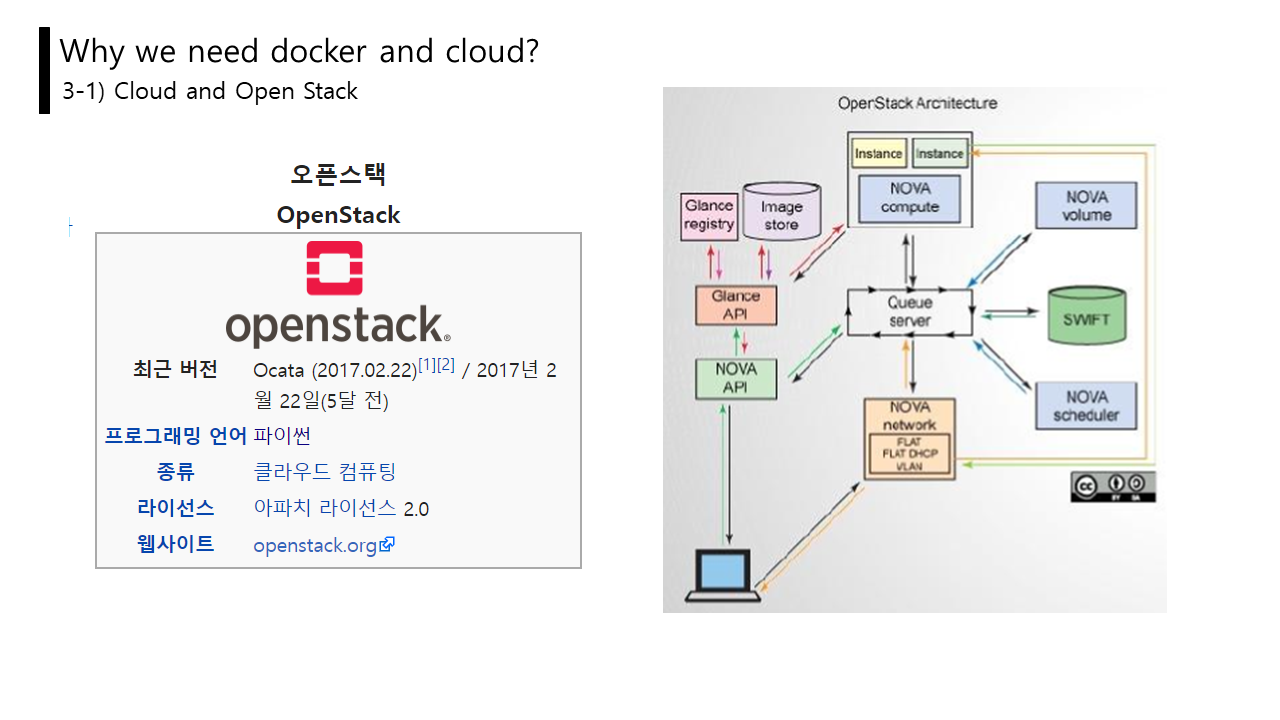 Why we need docker and cloud?
3-1) Cloud and Open Stack
오픈스택
OpenStack
openstack®
최근 버전 Ocata (2017.02.22)[1][2] / 2017년 2
월 22일(5달 전)
프로그래밍 언어 파이썬
종류 클라우드 컴퓨팅
라이선스 아파치 라이선스 2.0
웹사이트 openstack.org
OpenStack Architecture
Instance Instance
NOVA
compute
NOVA
volume
Glance
registry
Image
store
Glance
API
Queue
server
SWIFT
NOVA
API
NOVA
scheduler
NOVA
network
FLAT
FLAT DHCP
VLAN
cc
BY SA